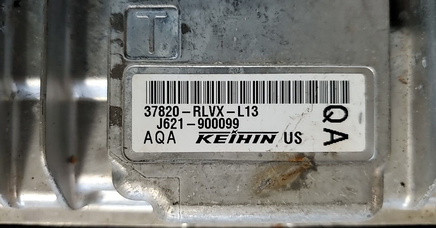 T
37820-RLVX-L13
J621-900099
AQA KEIHIN US
QA